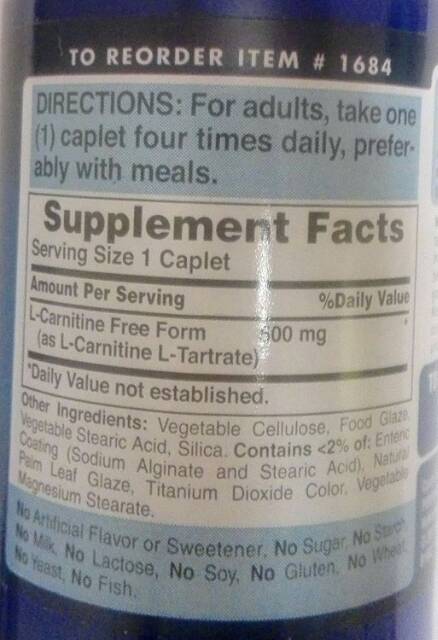 TO REORDER ITEM # 1684
DIRECTIONS: For adults, take one
(1) caplet four times daily, prefer-
ably with meals.
Supplement Facts
Serving Size 1 Caplet
Amount Per Serving %Daily Value
L-Carnitine Free Form 500 mg *
(as L-Carnitine L-Tartrate)
*Daily Value not established.
Other Ingredients: Vegetable Cellulose, Food Glaze,
Vegetable Stearic Acid, Silica. Contains <2% of: Enteric
Coating (Sodium Alginate and Stearic Acid), Natural
Palm Leaf Glaze, Titanium Dioxide Color, Vegetable
Magnesium Stearate.
No Artificial Flavor or Sweetener, No Sugar, No Starch,
No Milk, No Lactose, No Soy, No Gluten, No Wheat,
No Yeast, No Fish.